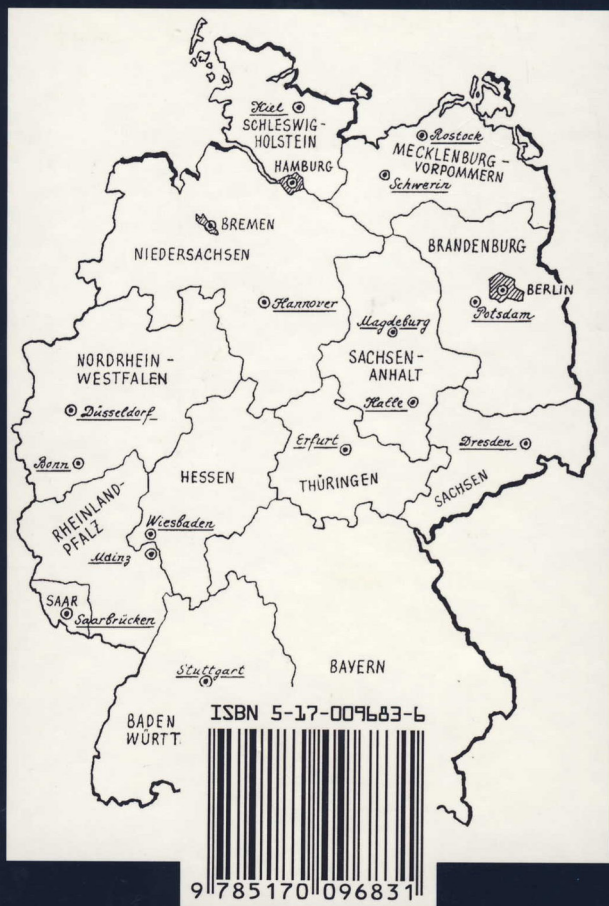 Kiel
SCHLESWIG-
HOLSTEIN
HAMBURG
Rostock
MECKLENBURG-
VORPOMMERN
Schwerin
BREMEN
NIEDERSACHSEN
BRANDENBURG
BERLIN
Potsdam
Hannover
Magdeburg
SACHSEN-
ANHALT
Halle
NORDRHEIN-
WESTFALEN
Düsseldorf
Bonn
HESSEN
Erfurt
THÜRINGEN
Dresden
SACHSEN
RHEINLAND-
PFALZ
Wiesbaden
Mainz
SAAR
Saarbrücken
Stuttgart
BADEN
WÜRTT
BAYERN
ISBN 5-17-009683-6
9 785170 096831